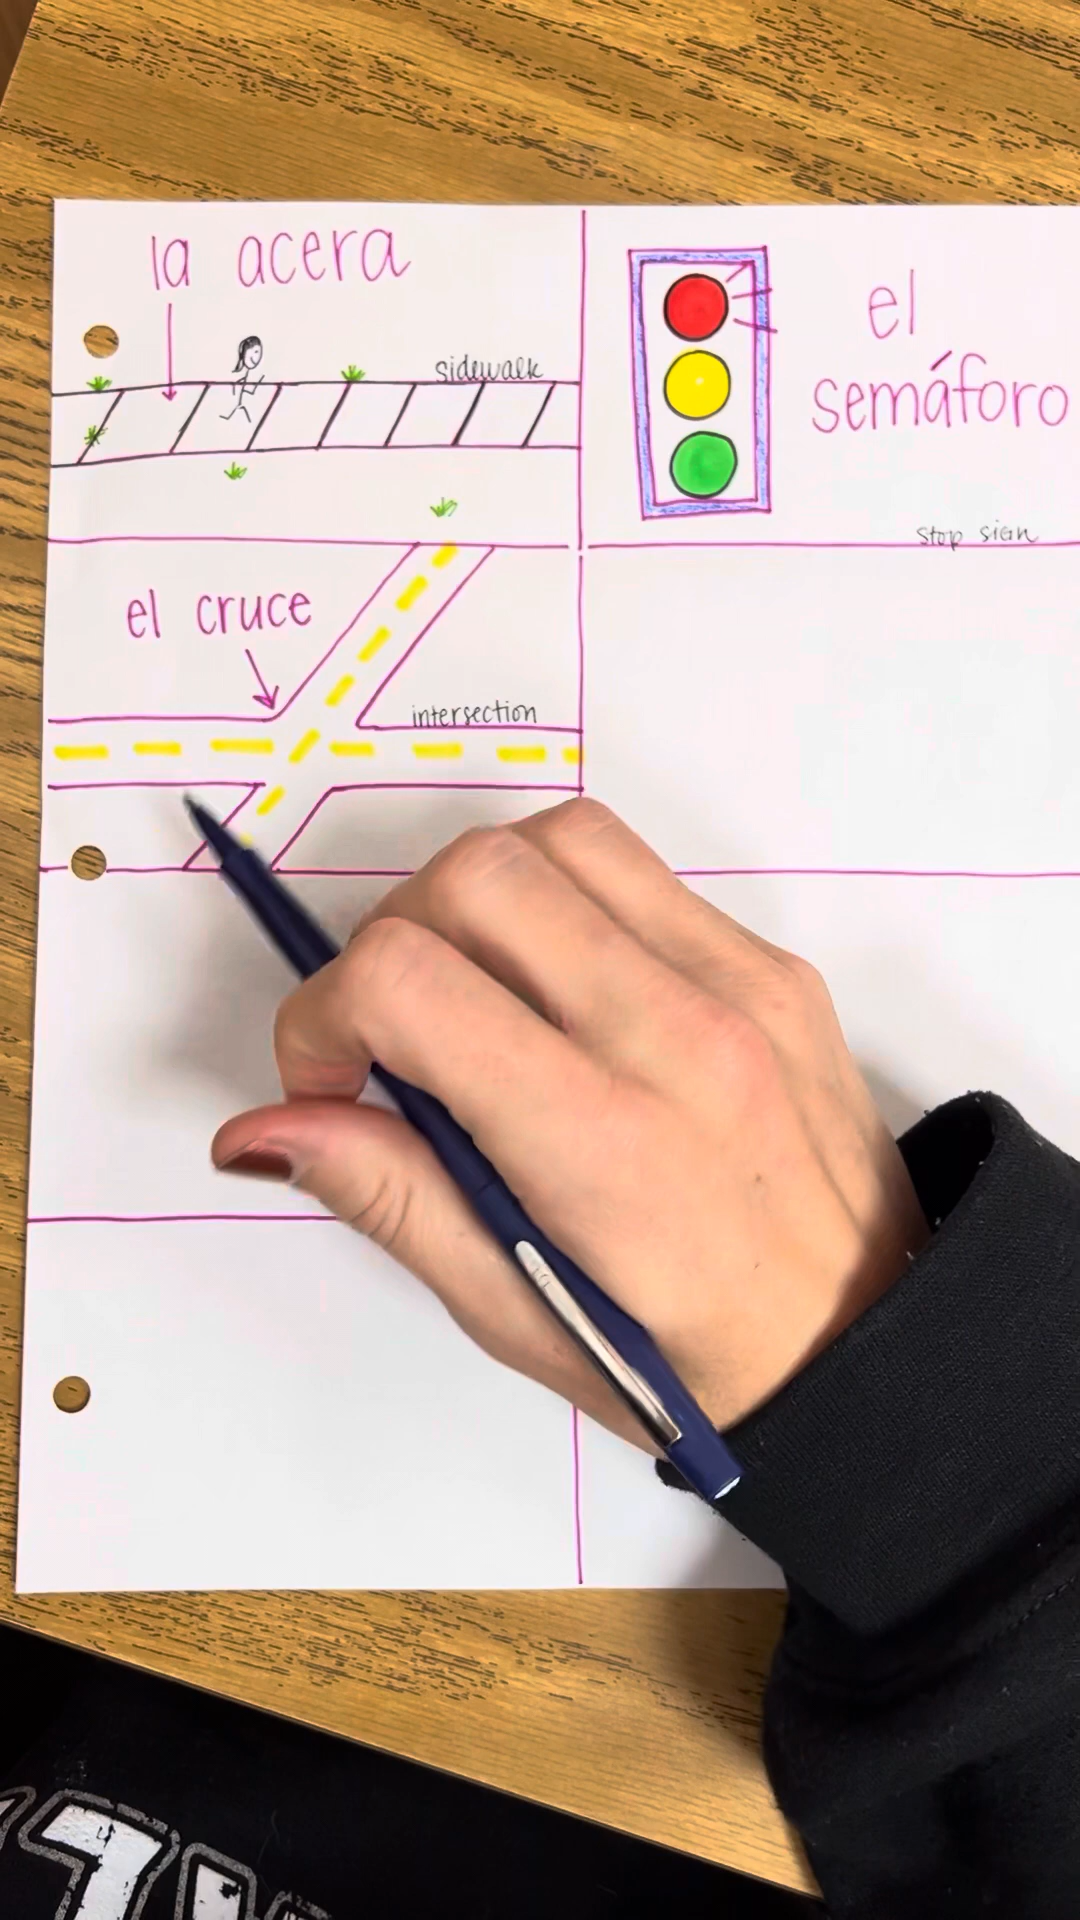 la acera
sidewalk
el
semáforo
stop sign
el cruce
intersection